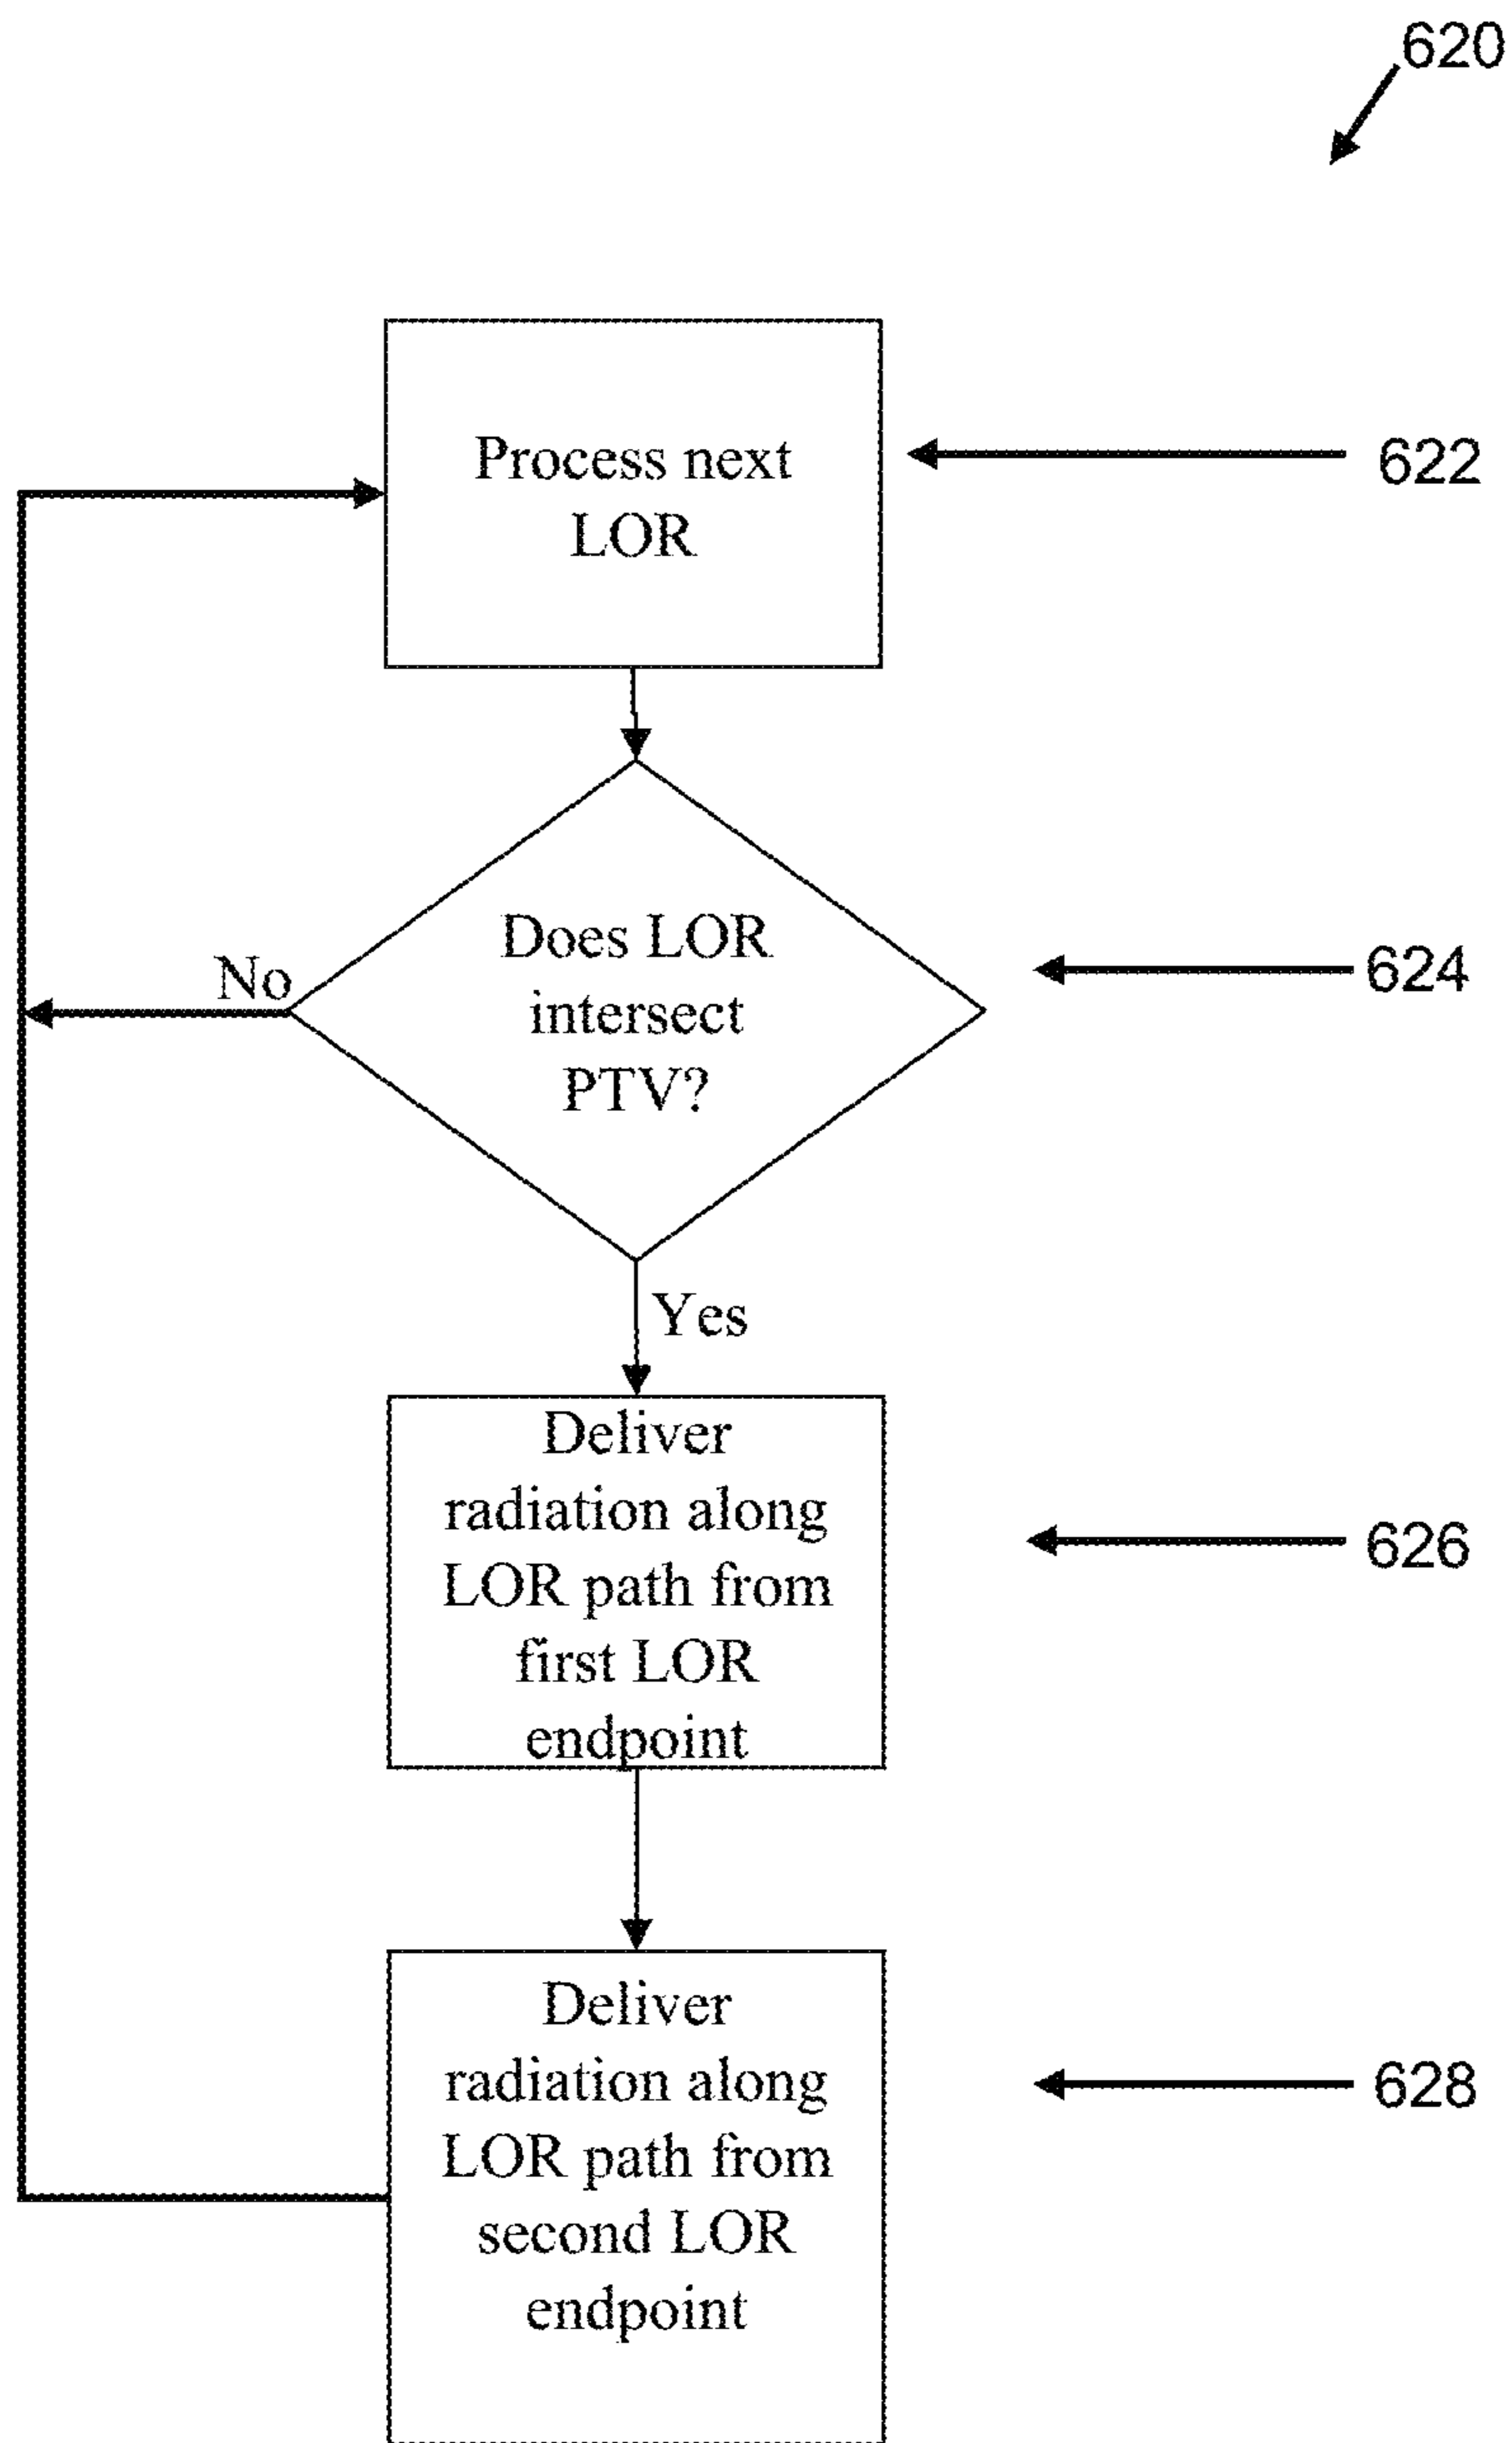 620
Process next
LOR
622
Does LOR
intersect
PTV?
624
No
Yes
Deliver
radiation along
LOR path from
first LOR
endpoint
626
Deliver
radiation along
LOR path from
second LOR
endpoint
628